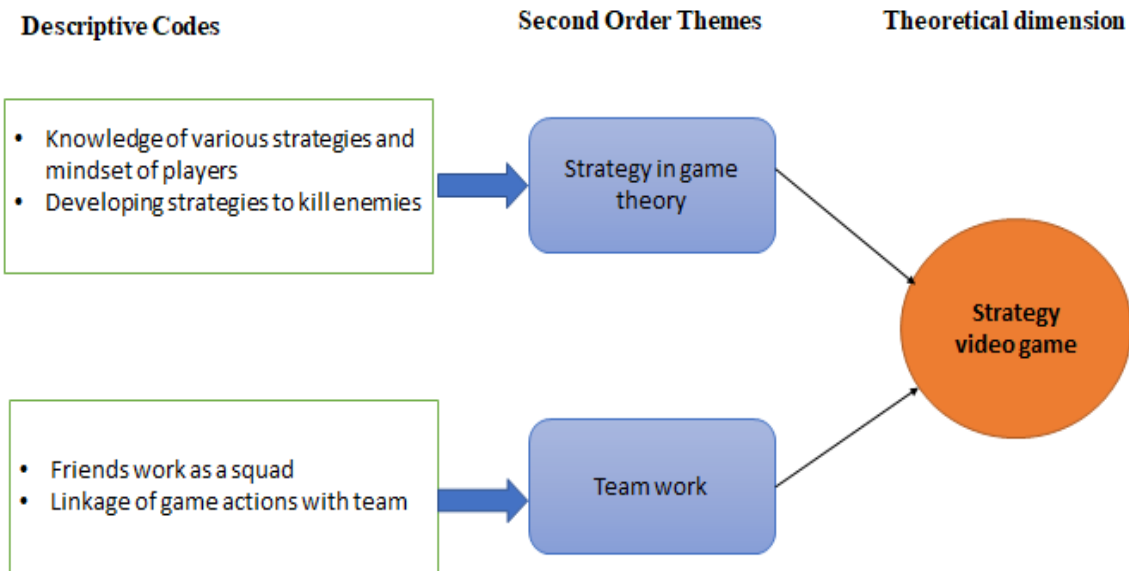 Descriptive Codes
Second Order Themes
Theoretical dimension
• Knowledge of various strategies and
mindset of players
• Developing strategies to kill enemies
Strategy in game
theory
Strategy
video game
• Friends work as a squad
• Linkage of game actions with team
Team work